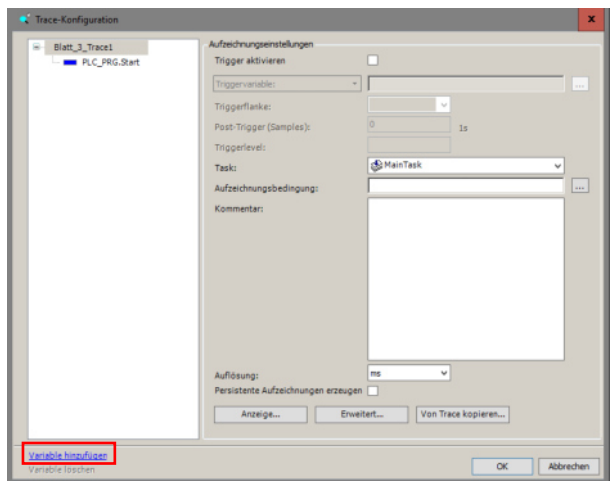 Trace-Konfiguration
Blatt_3_Trace1
PLC_PRG.Start
Aufzeichnungseinstellungen
Trigger aktivieren
Triggervariable:
...
Triggerflanke:
Post-Trigger (Samples):
0
1s
Triggerlevel:
Task:
MainTask
Aufzeichnungsbedingung:
...
Kommentar:
Auflösung:
ms
Persistente Aufzeichnungen erzeugen
Anzeige...
Erweitert...
Von Trace kopieren...
Variable hinzufügen
Variable löschen
OK
Abbrechen